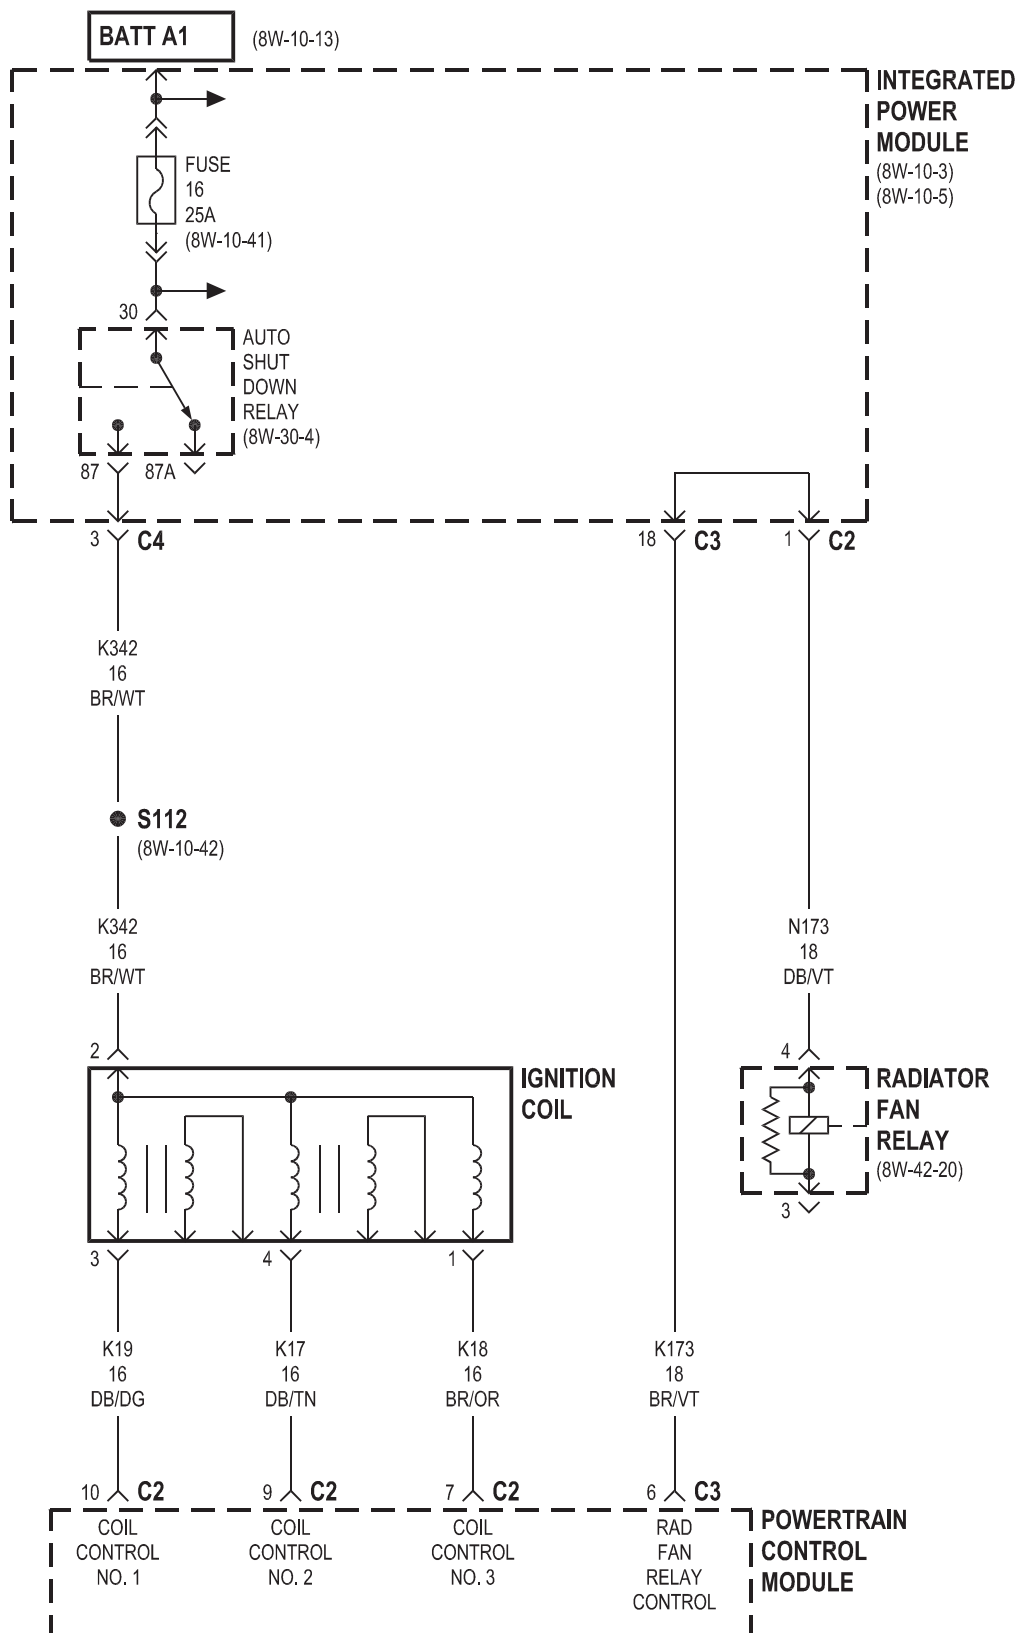 BATT A1
(8W-10-13)
INTEGRATED
POWER
MODULE
(8W-10-3)
(8W-10-5)
FUSE
16
25A
(8W-10-41)
30
AUTO
SHUT
DOWN
RELAY
(8W-30-4)
87
87A
3
C4
18
C3
1
C2
K342
16
BR/WT
S112
(8W-10-42)
K342
16
BR/WT
N173
18
DB/VT
2
4
IGNITION
COIL
RADIATOR
FAN
RELAY
(8W-42-20)
3
3
4
1
K19
16
DB/DG
K17
16
DB/TN
K18
16
BR/OR
K173
18
BR/VT
10
C2
9
C2
7
C2
6
C3
COIL
CONTROL
NO. 1
COIL
CONTROL
NO. 2
COIL
CONTROL
NO. 3
RAD
FAN
RELAY
CONTROL
POWERTRAIN
CONTROL
MODULE